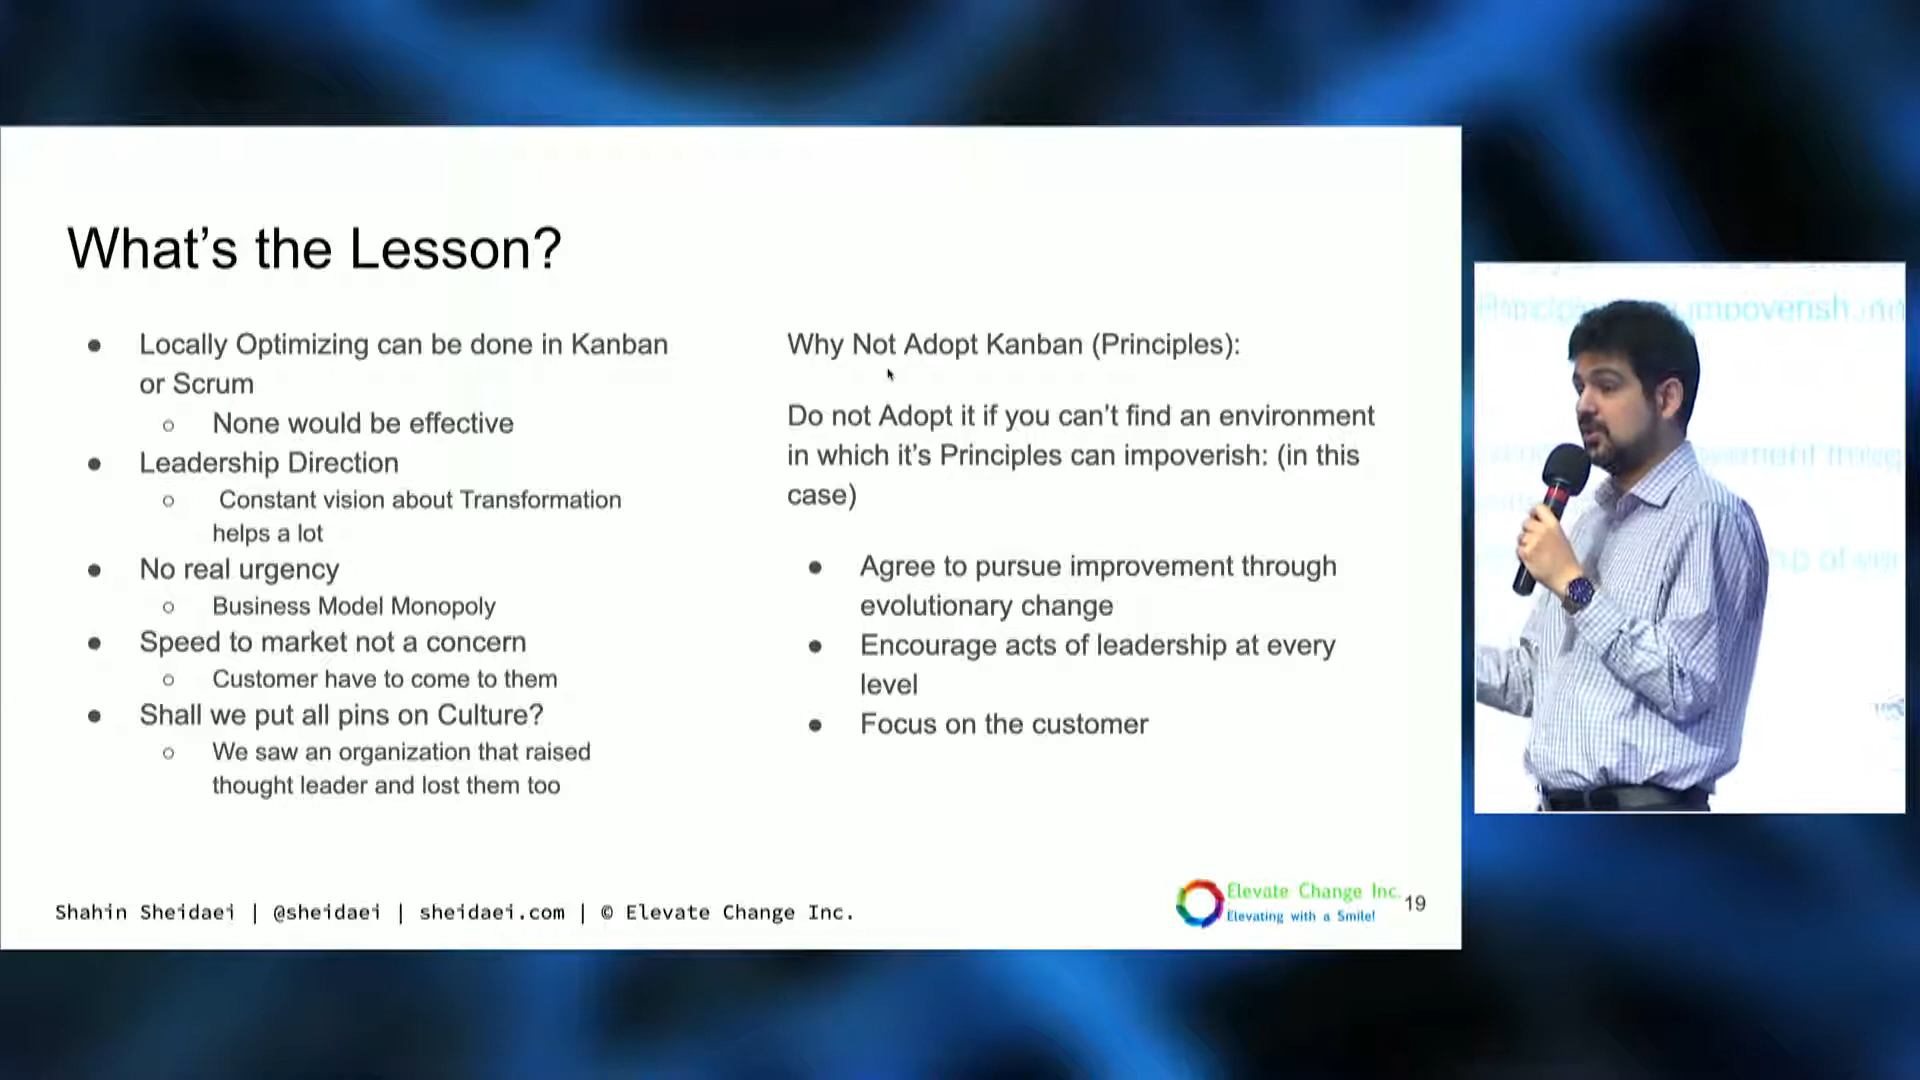 What's the Lesson?
Locally Optimizing can be done in Kanban
or Scrum
None would be effective
Leadership Direction
Constant vision about Transformation
helps a lot
No real urgency
Business Model Monopoly
Speed to market not a concern
Customer have to come to them
Shall we put all pins on Culture?
We saw an organization that raised
thought leader and lost them too
Why Not Adopt Kanban (Principles):
Do not Adopt it if you can't find an environment
in which it's Principles can impoverish: (in this
case)
Agree to pursue improvement through
evolutionary change
Encourage acts of leadership at every
level
Focus on the customer
Shahin Sheidaei | @sheidaei | sheidaei.com | © Elevate Change Inc.
Elevate Change Inc.
Elevating with a Smile!
19
impoverish